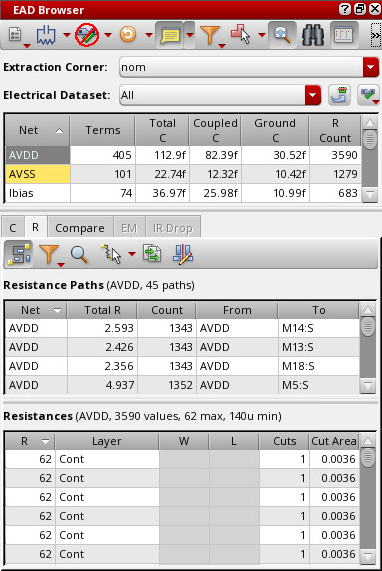 EAD Browser
Extraction Corner: nom
Electrical Dataset: All
Net Terms Total C Coupled C Ground C R Count
AVDD 405 112.9f 82.39f 30.52f 3590
AVSS 101 22.74f 12.32f 10.42f 1279
Ibias 74 36.97f 25.98f 10.99f 683
C R Compare EM IR Drop
Resistance Paths (AVDD, 45 paths)
Net Total R Count From To
AVDD 2.593 1343 AVDD M14:S
AVDD 2.426 1343 AVDD M13:S
AVDD 2.356 1343 AVDD M18:S
AVDD 4.937 1352 AVDD M5:S
Resistances (AVDD, 3590 values, 62 max, 140u min)
R Layer W L Cuts Cut Area
62 Cont 1 0.0036
62 Cont 1 0.0036
62 Cont 1 0.0036
62 Cont 1 0.0036
62 Cont 1 0.0036
62 Cont 1 0.0036